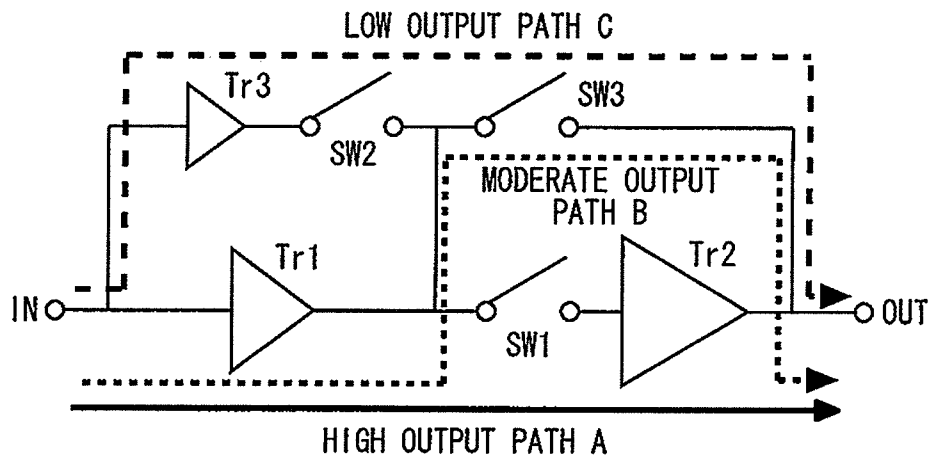 LOW OUTPUT PATH C
Tr3
SW2
SW3
MODERATE OUTPUT
PATH B
Tr1
Tr2
IN
SW1
OUT
HIGH OUTPUT PATH A